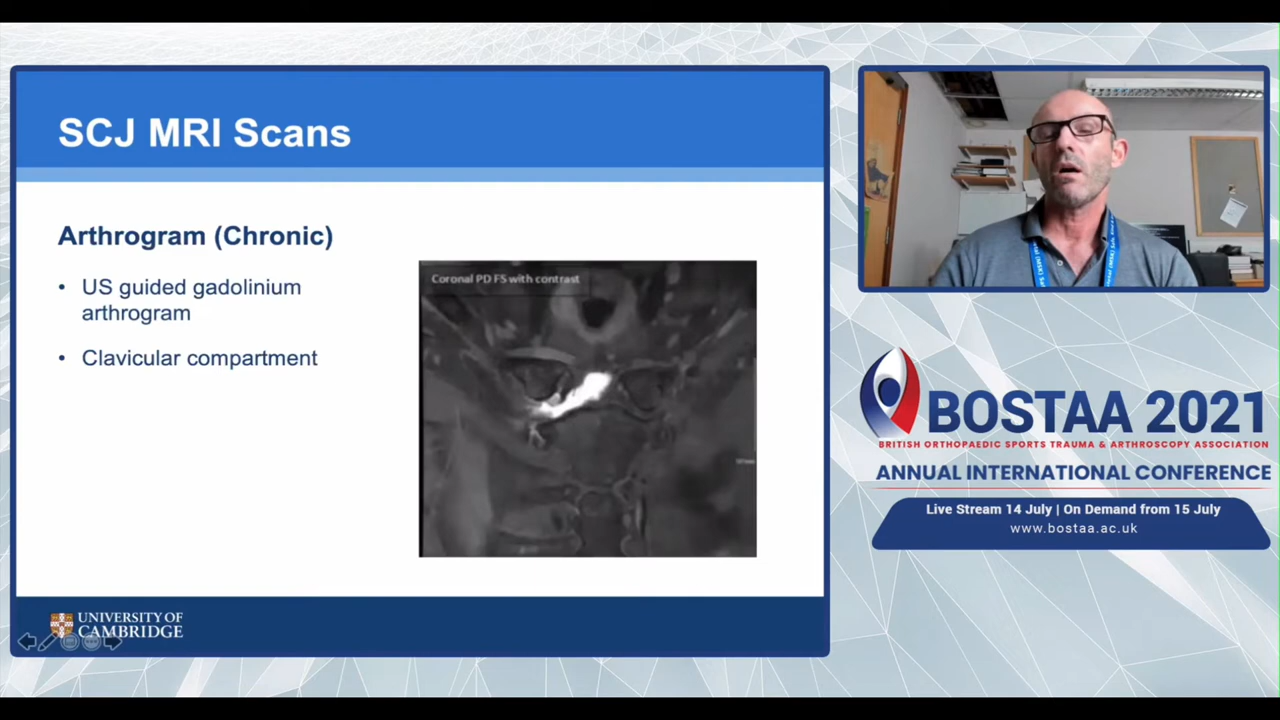 SCJ MRI Scans
Arthrogram (Chronic)
• US guided gadolinium
arthrogram
• Clavicular compartment
Coronal PD FS with contrast
UNIVERSITY OF
CAMBRIDGE
BOSTAA 2021
BRITISH ORTHOPAEDIC SPORTS TRAUMA & ARTHROSCOPY ASSOCIATION
ANNUAL INTERNATIONAL CONFERENCE
Live Stream 14 July | On Demand from 15 July
www.bostaa.ac.uk